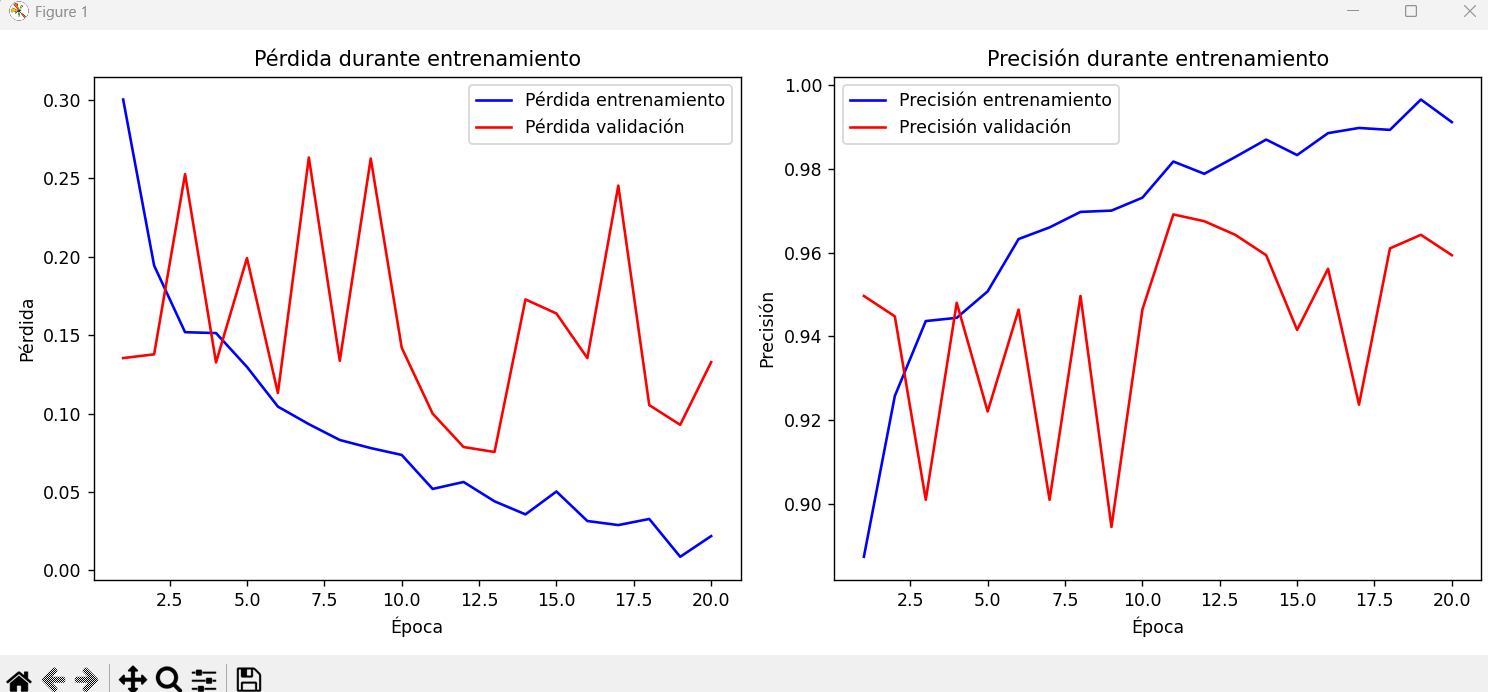 Figure 1
Pérdida durante entrenamiento
Pérdida entrenamiento
Pérdida validación
0.30
0.25
0.20
0.15
0.10
0.05
0.00
Pérdida
2.5 5.0 7.5 10.0 12.5 15.0 17.5 20.0
Época
Precisión durante entrenamiento
Precisión entrenamiento
Precisión validación
1.00
0.98
0.96
0.94
0.92
0.90
Precisión
2.5 5.0 7.5 10.0 12.5 15.0 17.5 20.0
Época